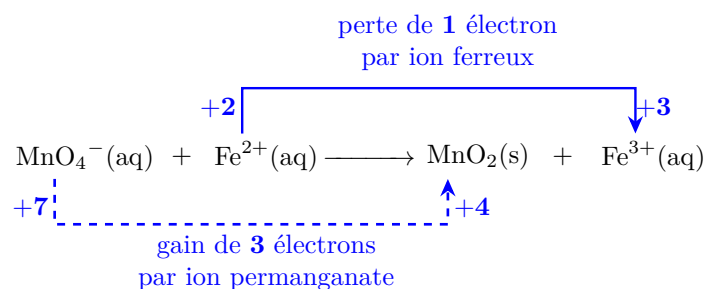 perte de 1 électron
par ion ferreux
+2 +3
MnO₄⁻(aq) + Fe²⁺(aq) ⟶ MnO₂(s) + Fe³⁺(aq)
+7 +4
gain de 3 électrons
par ion permanganate